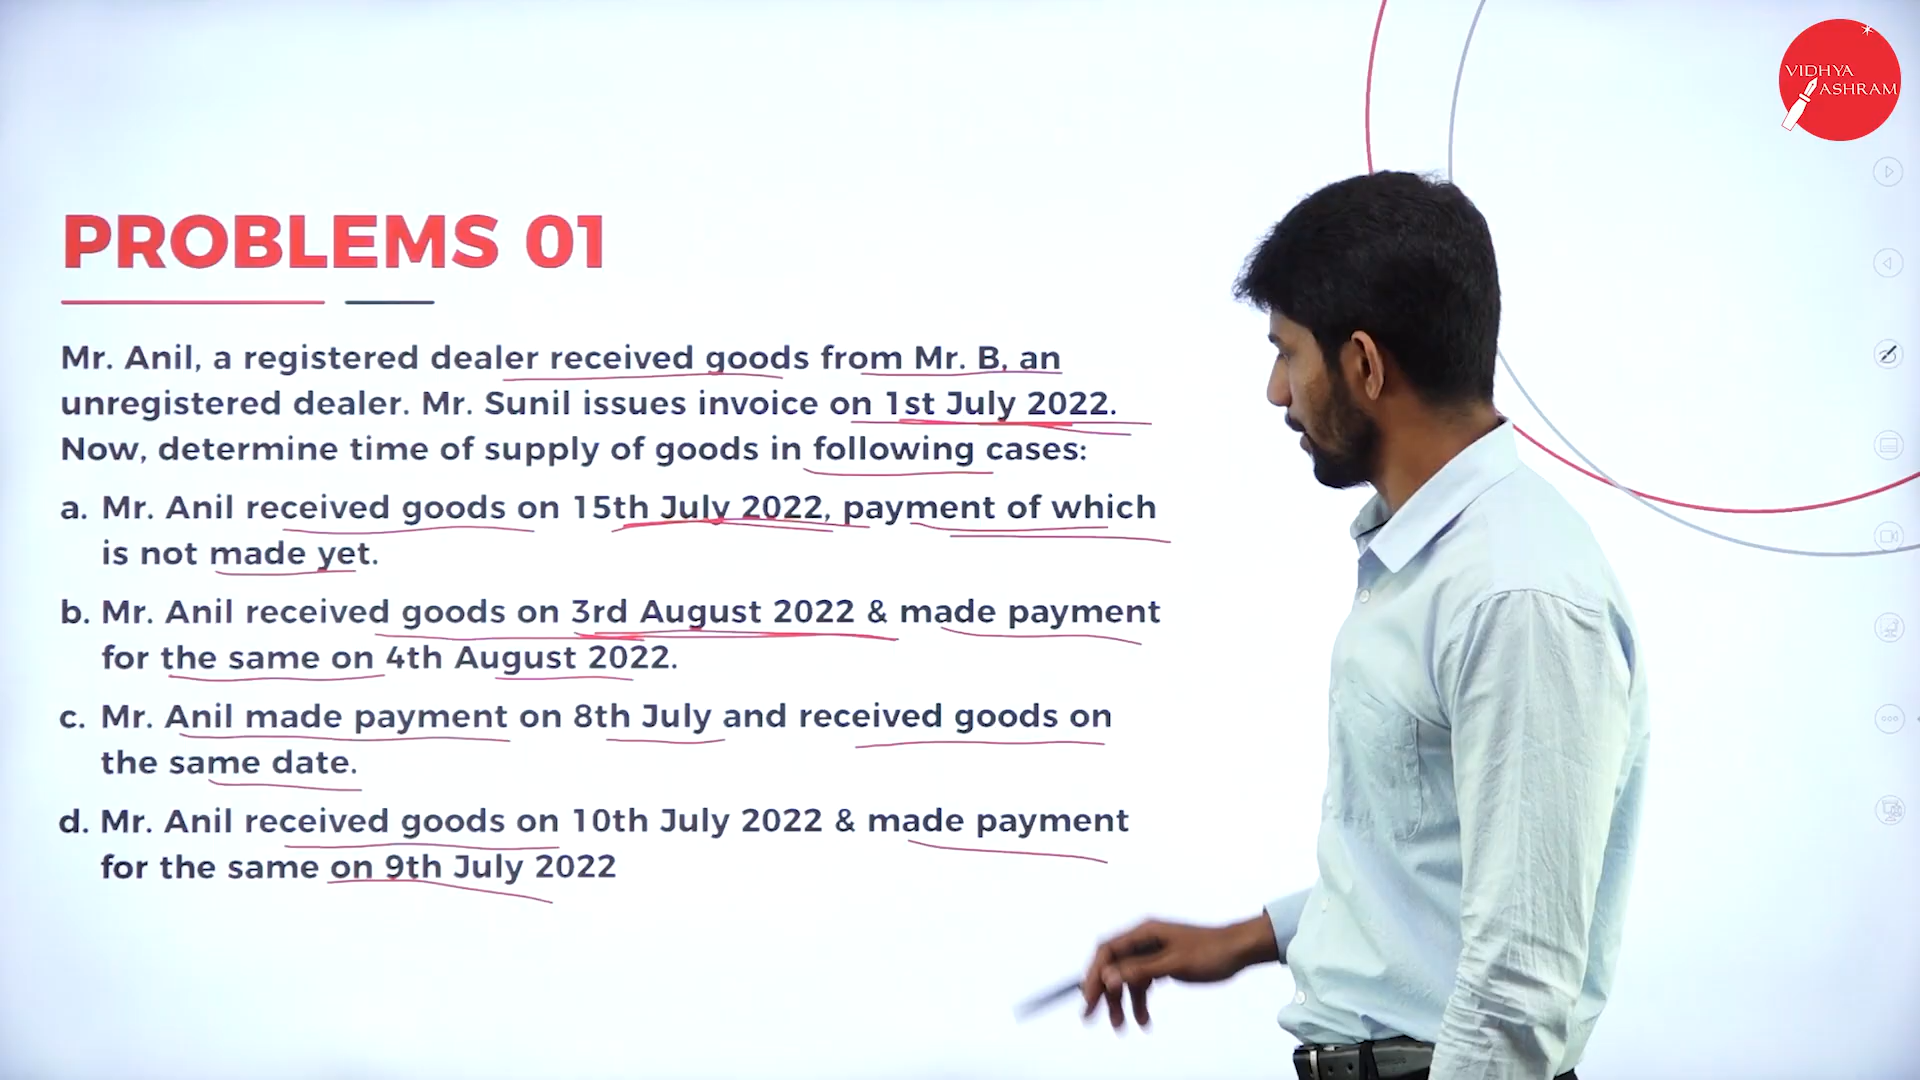 VIDHYA
ASHRAM
PROBLEMS 01
Mr. Anil, a registered dealer received goods from Mr. B, an
unregistered dealer. Mr. Sunil issues invoice on 1st July 2022.
Now, determine time of supply of goods in following cases:
a. Mr. Anil received goods on 15th July 2022, payment of which
is not made yet.
b. Mr. Anil received goods on 3rd August 2022 & made payment
for the same on 4th August 2022.
c. Mr. Anil made payment on 8th July and received goods on
the same date.
d. Mr. Anil received goods on 10th July 2022 & made payment
for the same on 9th July 2022